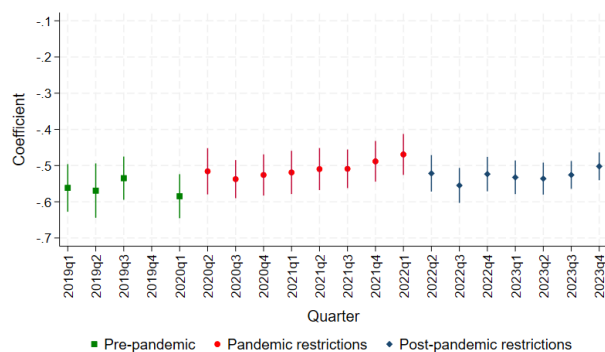 -.1
-.2
-.3
-.4
-.5
-.6
-.7
Coefficient
2019q1
2019q2
2019q3
2019q4
2020q1
2020q2
2020q3
2020q4
2021q1
2021q2
2021q3
2021q4
2022q1
2022q2
2022q3
2022q4
2023q1
2023q2
2023q3
2023q4
Quarter
Pre-pandemic Pandemic restrictions Post-pandemic restrictions